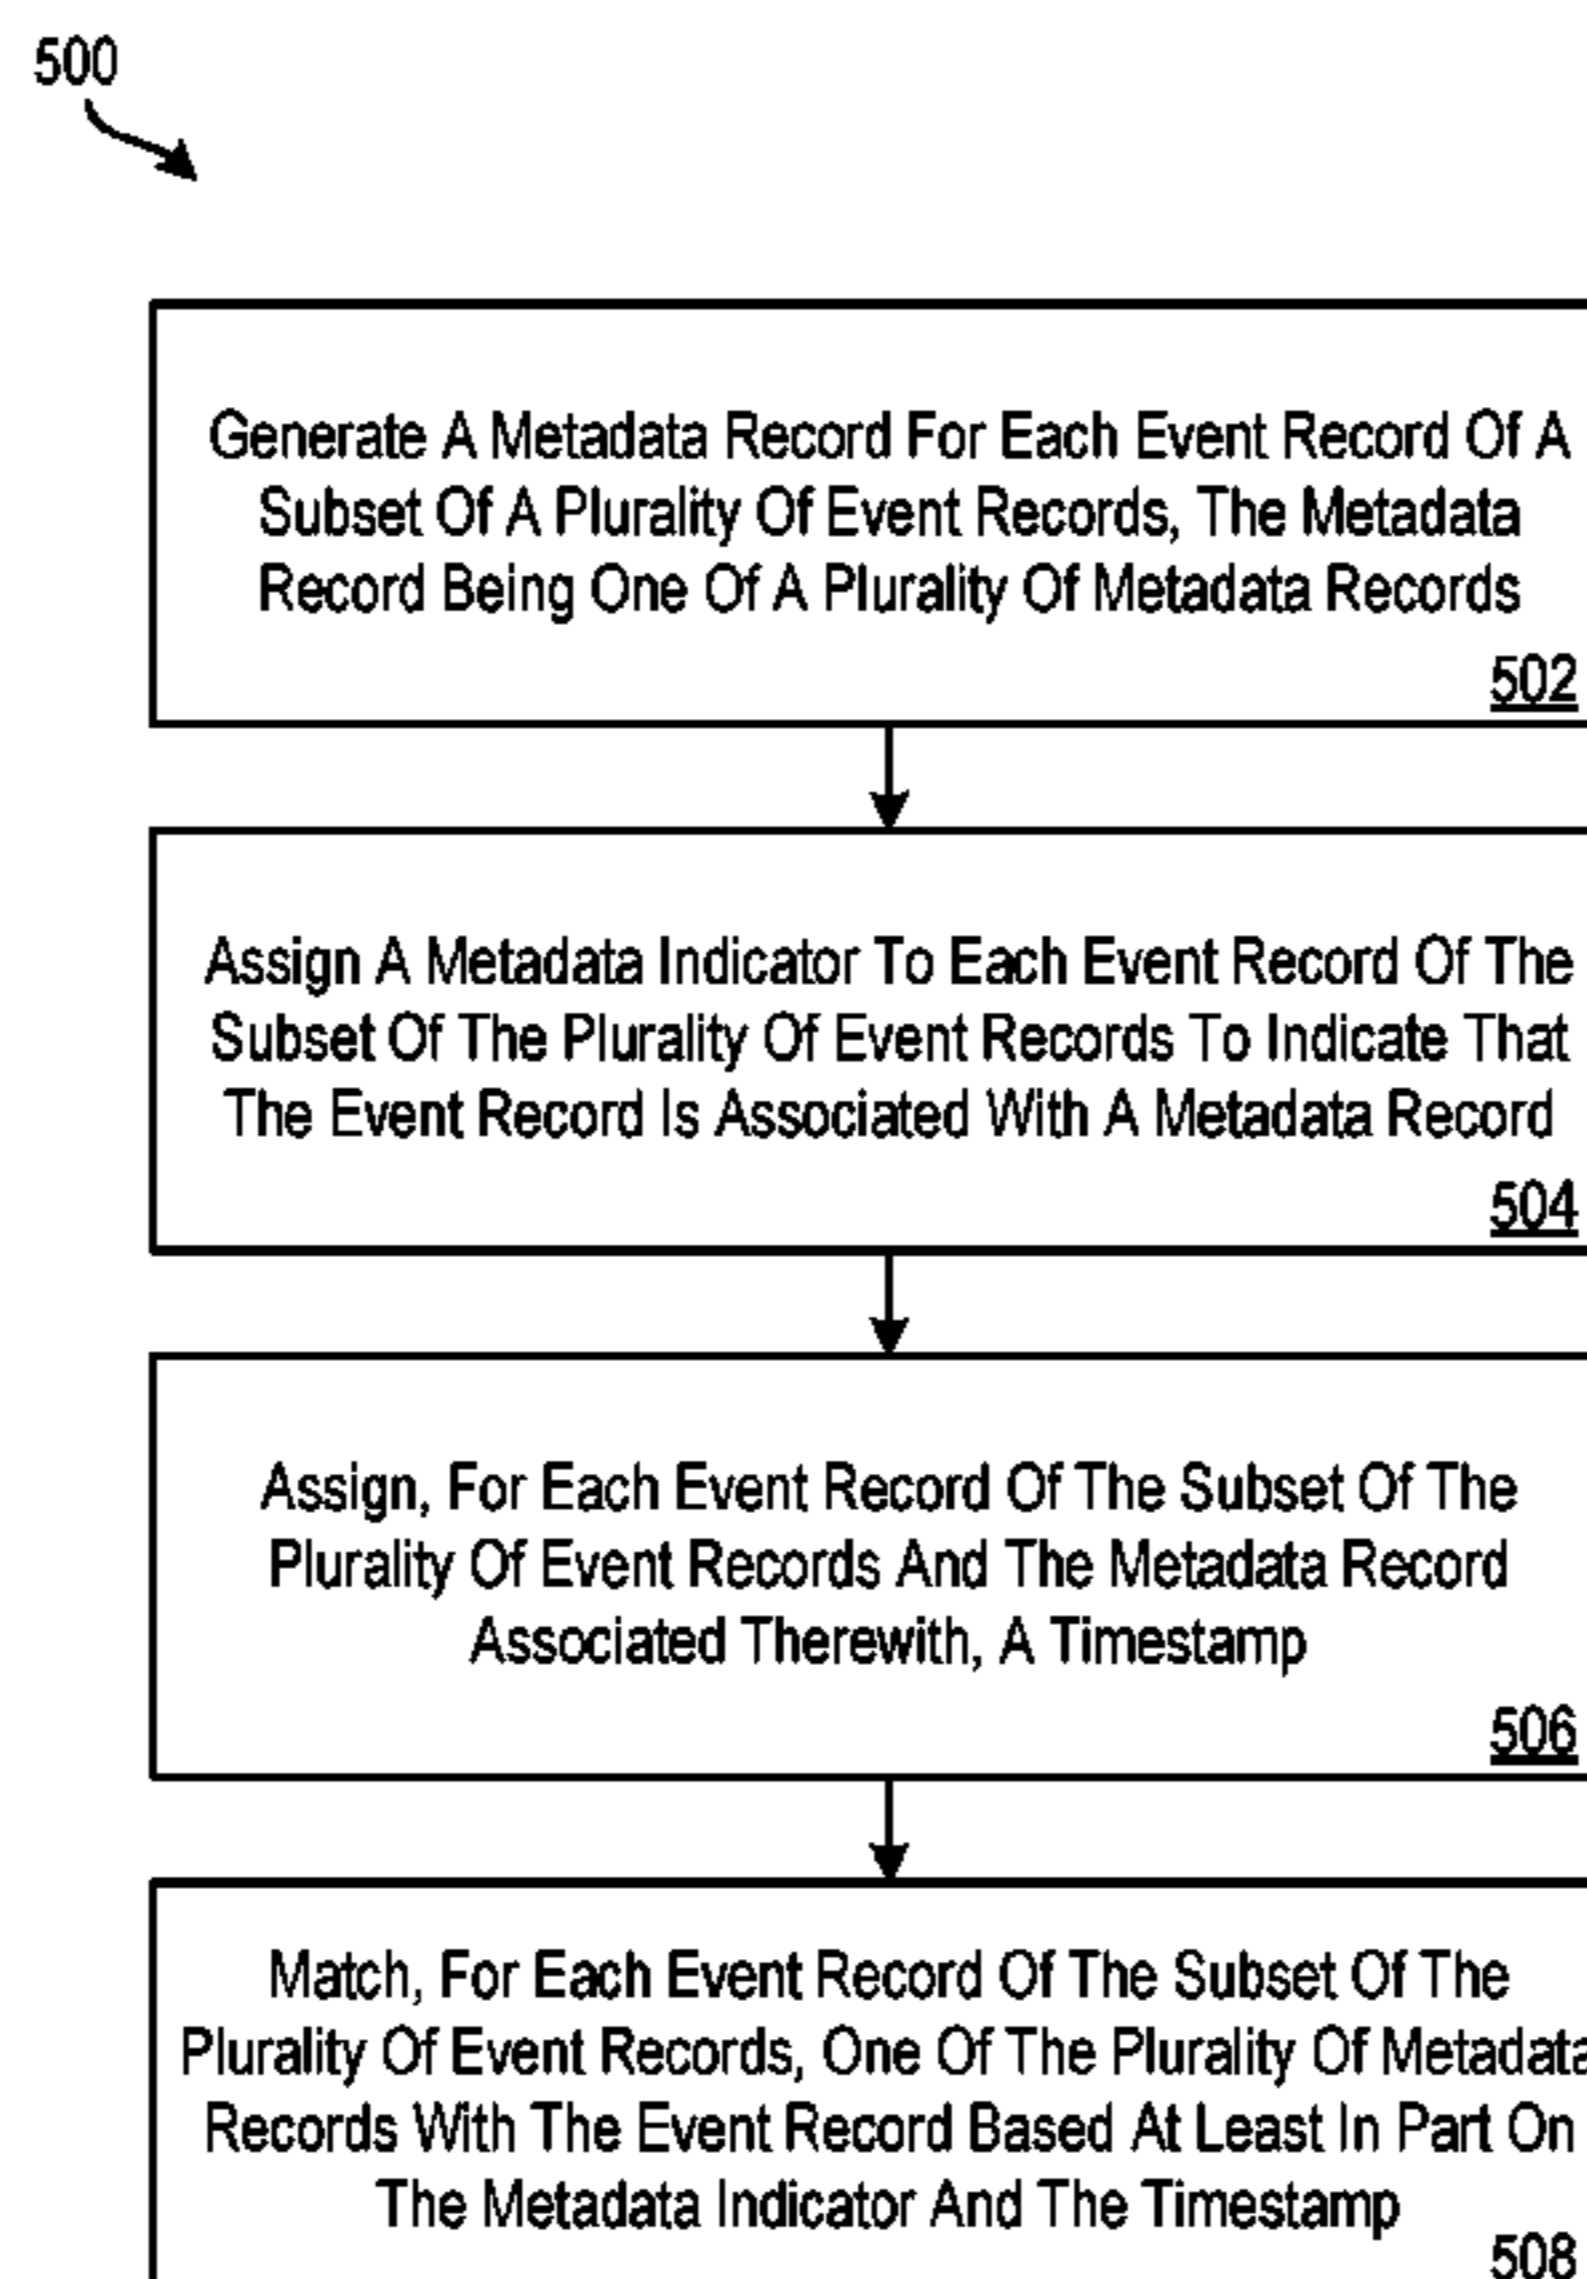 500
Generate A Metadata Record For Each Event Record Of A
Subset Of A Plurality Of Event Records, The Metadata
Record Being One Of A Plurality Of Metadata Records
502
Assign A Metadata Indicator To Each Event Record Of The
Subset Of The Plurality Of Event Records To Indicate That
The Event Record Is Associated With A Metadata Record
504
Assign, For Each Event Record Of The Subset Of The
Plurality Of Event Records And The Metadata Record
Associated Therewith, A Timestamp
506
Match, For Each Event Record Of The Subset Of The
Plurality Of Event Records, One Of The Plurality Of Metadata
Records With The Event Record Based At Least In Part On
The Metadata Indicator And The Timestamp
508